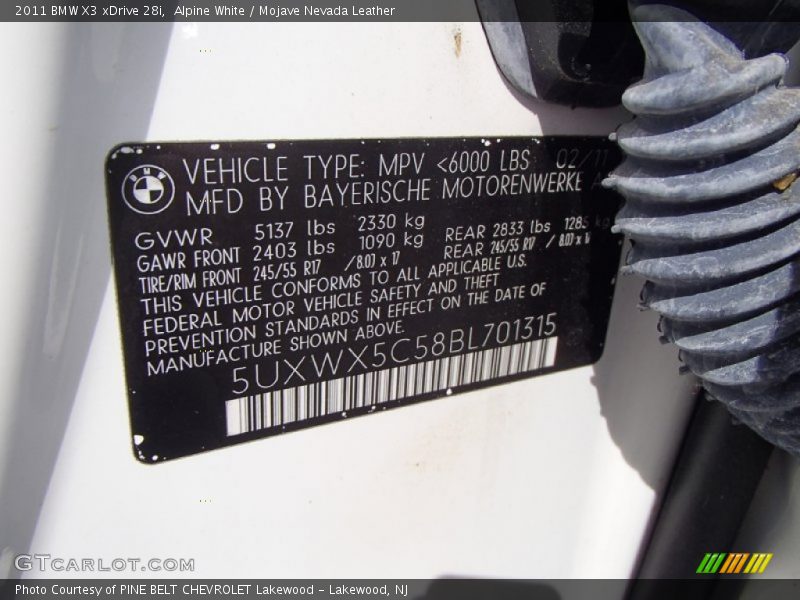 2011 BMW X3 xDrive 28i, Alpine White / Mojave Nevada Leather
BMW VEHICLE TYPE: MPV <6000 LBS 02/11
MFD BY BAYERISCHE MOTORENWERKE
GVWR 5137 lbs 2330 kg
GAWR FRONT 2403 lbs 1090 kg REAR 2833 lbs 1285 kg
TIRE/RIM FRONT 245/55 R17 /8.0J x 17 REAR 245/55 R17 / 8.0J x
THIS VEHICLE CONFORMS TO ALL APPLICABLE U.S.
FEDERAL MOTOR VEHICLE SAFETY AND THEFT
PREVENTION STANDARDS IN EFFECT ON THE DATE OF
MANUFACTURE SHOWN ABOVE.
5UXWX5C58BL701315
GTCarLot.com
Photo Courtesy of PINE BELT CHEVROLET Lakewood - Lakewood, NJ